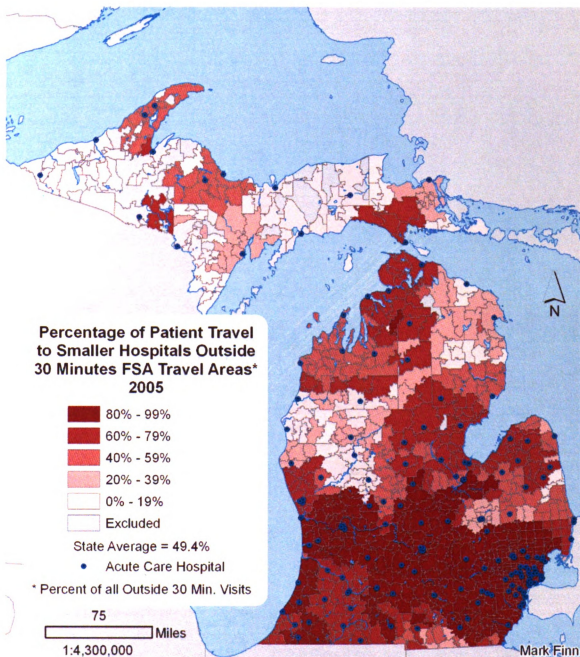 N
Percentage of Patient Travel
to Smaller Hospitals Outside
30 Minutes FSA Travel Areas*
2005
80% - 99%
60% - 79%
40% - 59%
20% - 39%
0% - 19%
Excluded
State Average = 49.4%
Acute Care Hospital
* Percent of all Outside 30 Min. Visits
75
Miles
1:4,300,000
Mark Finn